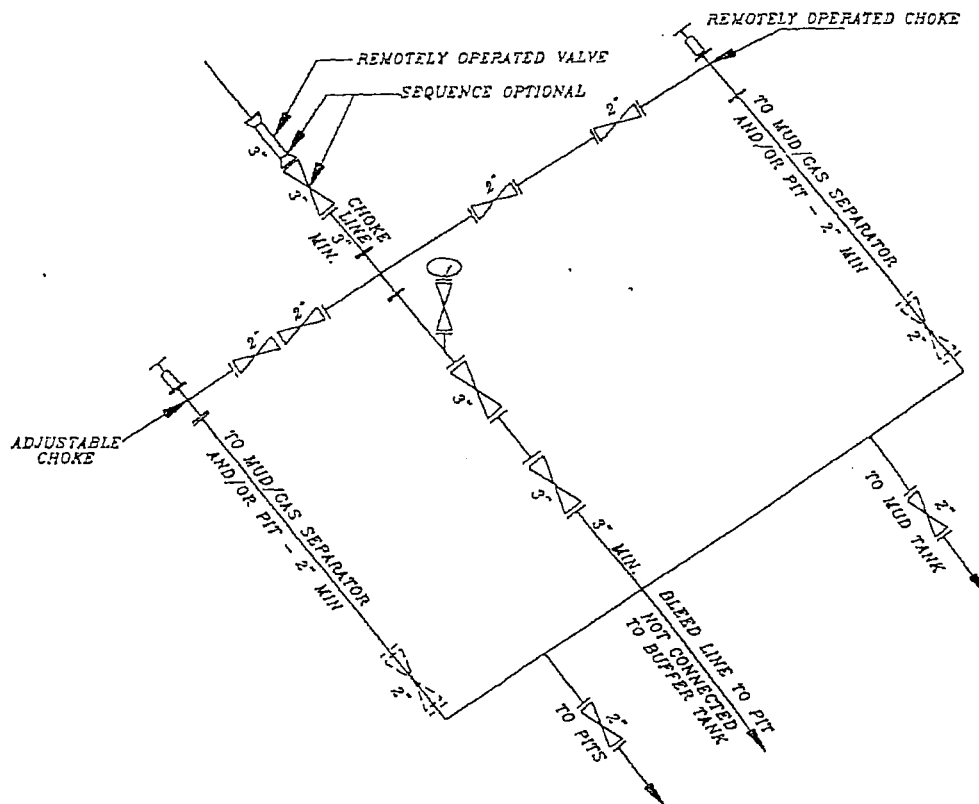 REMOTELY OPERATED CHOKE
REMOTELY OPERATED VALVE
SEQUENCE OPTIONAL
3"
3"
CHOKE
LINE
3"
MIN.
2"
2"
TO MUD/GAS SEPARATOR
AND/OR PIT - 2" MIN
2"
2"
2"
3"
3"
3" MIN.
ADJUSTABLE
CHOKE
TO MUD/GAS SEPARATOR
AND/OR PIT - 2" MIN
2"
2"
TO MUD TANK
BLEED LINE TO PIT
NOT CONNECTED
TO BUFFER TANK
2"
TO PITS